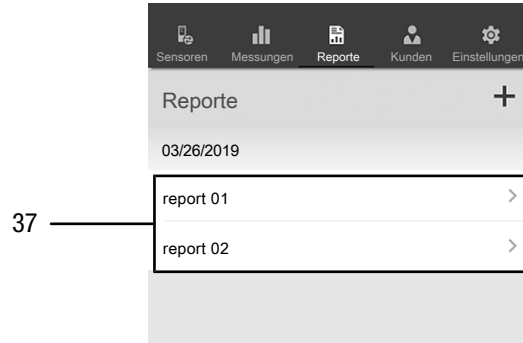 Sensoren Messungen Reporte Kunden Einstellungen
Reporte +
03/26/2019
report 01
37
report 02